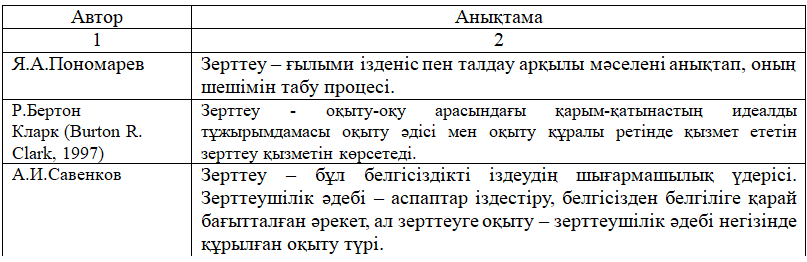 Автор Анықтама
1 2
Я.А.Пономарев Зерттеу – ғылыми ізденіс пен талдау арқылы мәселені анықтап, оның
шешімін табу процесі.
Р.Бертон Зерттеу - оқыту-оқу арасындағы қарым-қатынастың идеалды
Кларк (Burton R. тұжырымдамасы оқыту әдісі мен оқыту құралы ретінде қызмет ететін
Clark, 1997) зерттеу қызметін көрсетеді.
А.И.Савенков Зерттеу – бұл белгісіздікті іздеудің шығармашылық үдерісі.
Зерттеушілік әдебі – аспаптар іздестіру, белгісізден белгіліге қарай
бағытталған әрекет, ал зерттеуге оқыту – зерттеушілік әдебі негізінде
құрылған оқыту түрі.